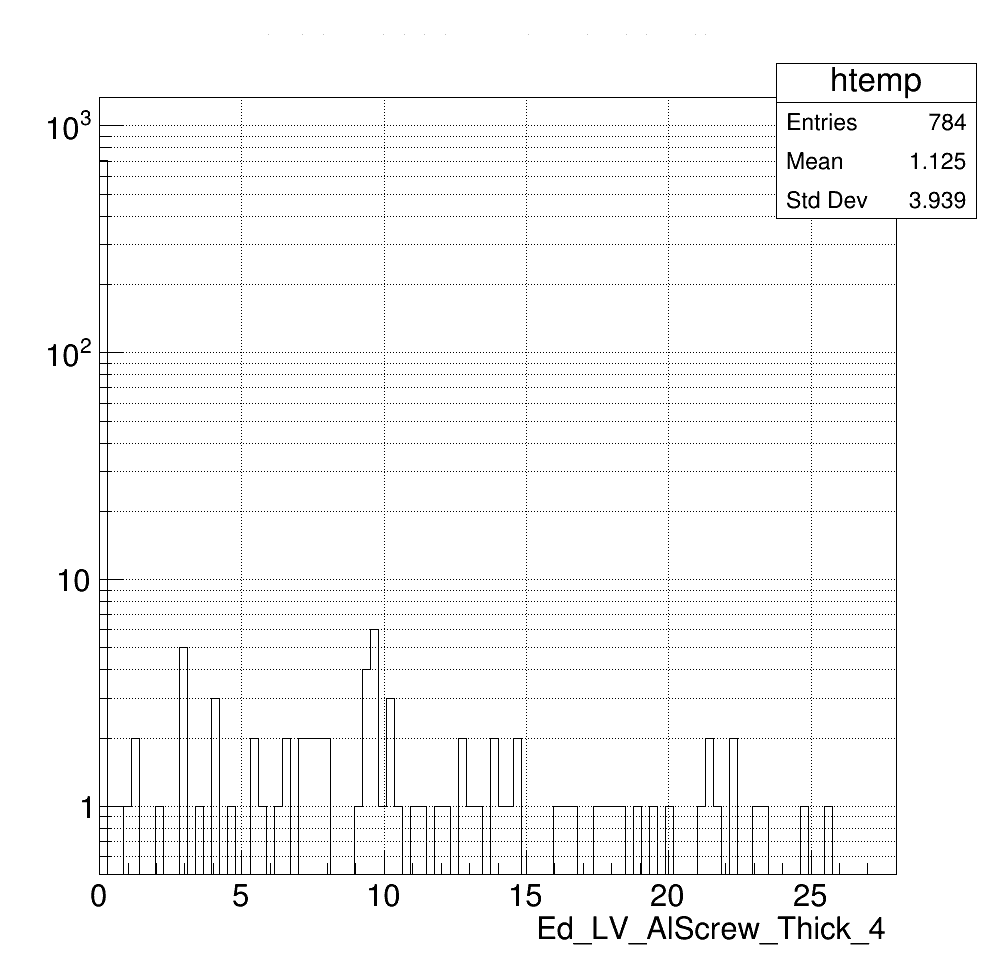 htemp
Entries 784
Mean 1.125
Std Dev 3.939
10³
10²
10
1
0 5 10 15 20 25
Ed_LV_AlScrew_Thick_4